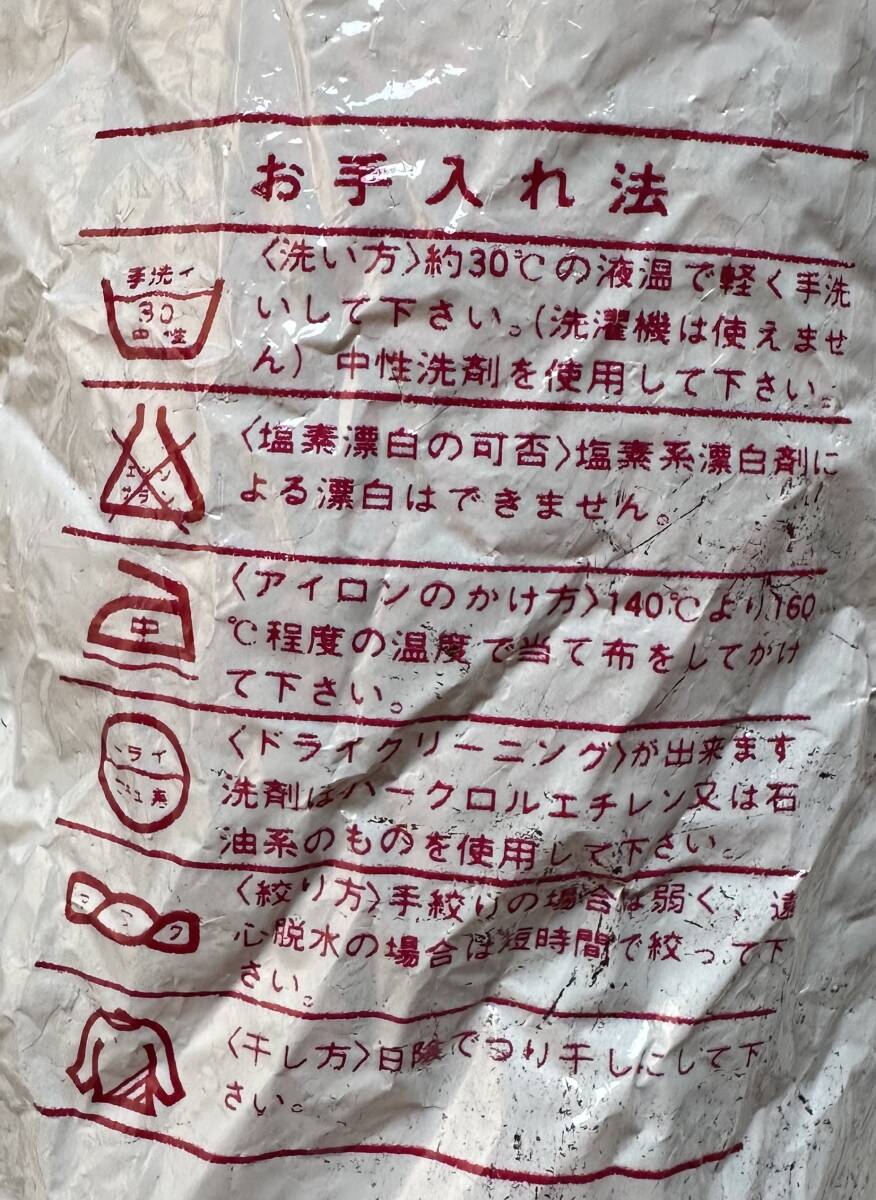 お手入れ法
手洗イ
30
中性
〈洗い方〉約30℃の液温で軽く手洗
いして下さい。(洗濯機は使えませ
ん) 中性洗剤を使用して下さい。
エンソ
サラシ
〈塩素漂白の可否〉塩素系漂白剤に
よる漂白はできません。
中
〈アイロンのかけ方〉140℃より160
℃程度の温度で当て布をしてかけ
て下さい。
ドライ
〈ドライクリーニング〉が出来ます
洗剤はパークロルエチレン又は石
油系のものを使用して下さい。
〈絞り方〉手絞りの場合は弱く、遠
心脱水の場合は短時間で絞って下
さい。
〈干し方〉日陰でつり干しにして下
さい。